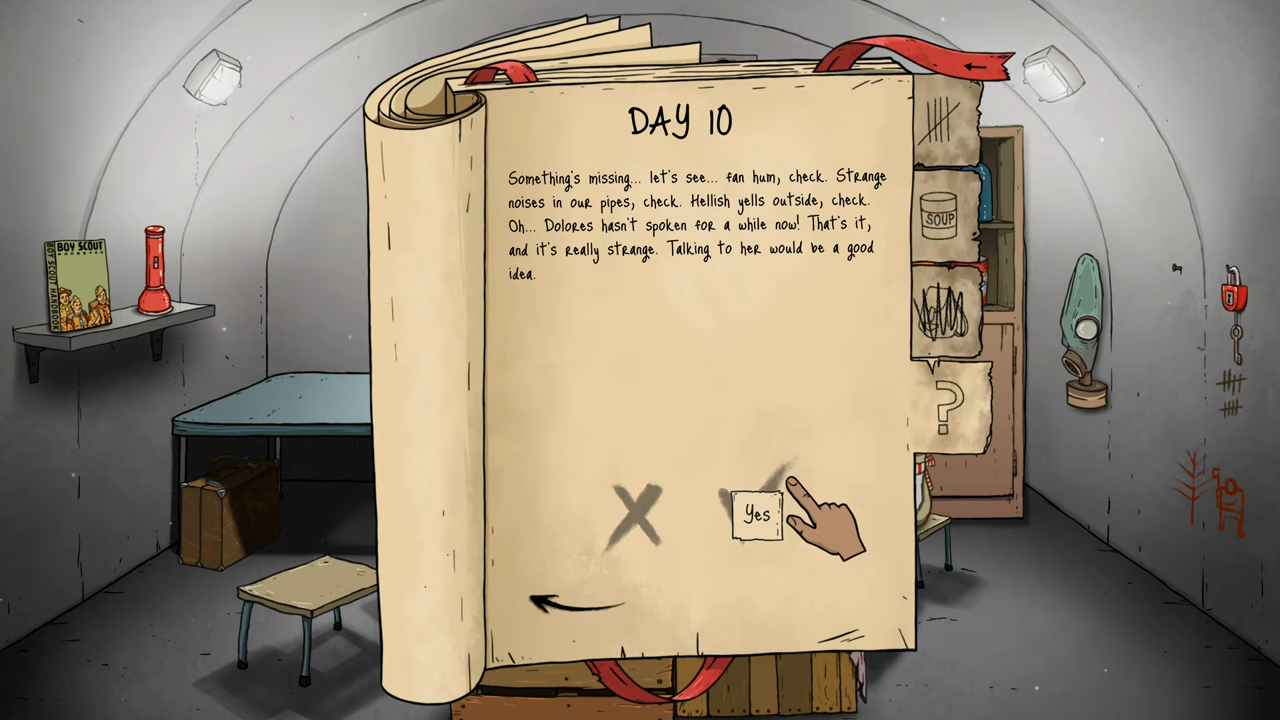 DAY 10
Something's missing... let's see... fan hum, check. Strange
noises in our pipes, check. Hellish yells outside, check.
Oh... Dolores hasn't spoken for a while now! That's it,
and it's really strange. Talking to her would be a good
idea.
Yes
SOUP
BOY SCOUT
BOY SCOUT HANDBOOK